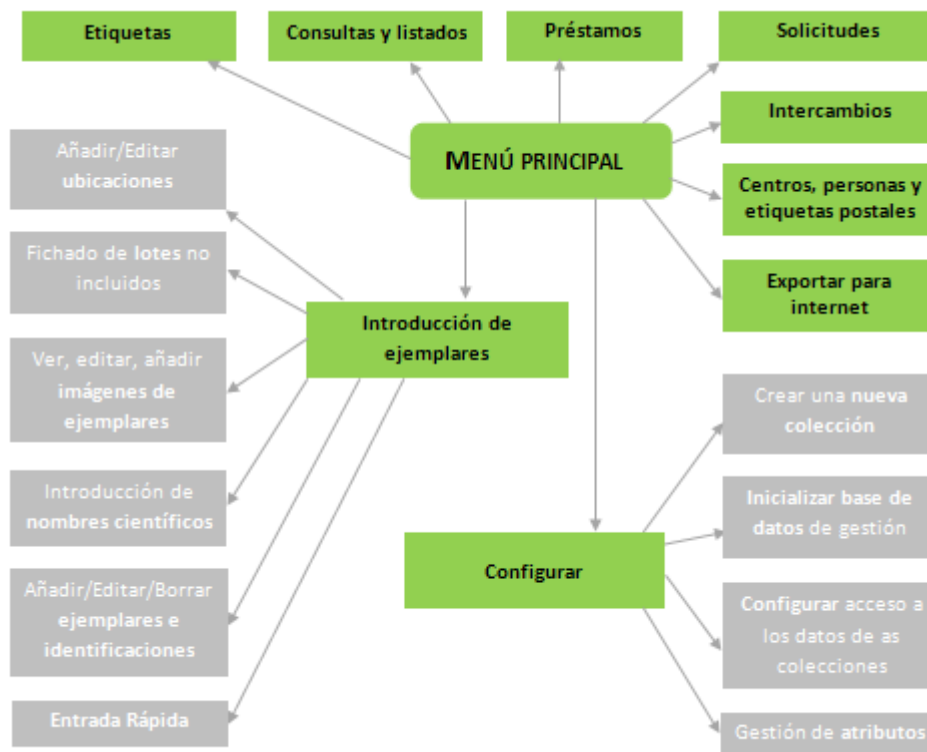 Etiquetas
Consultas y listados
Préstamos
Solicitudes
Intercambios
MENÚ PRINCIPAL
Centros, personas y
etiquetas postales
Exportar para
internet
Añadir/Editar
ubicaciones
Fichado de lotes no
incluidos
Ver, editar, añadir
imágenes de
ejemplares
Introducción de
nombres científicos
Añadir/Editar/Borrar
ejemplares e
identificaciones
Entrada Rápida
Introducción de
ejemplares
Configurar
Crear una nueva
colección
Inicializar base de
datos de gestión
Configurar acceso a
los datos de as
colecciones
Gestión de atributos